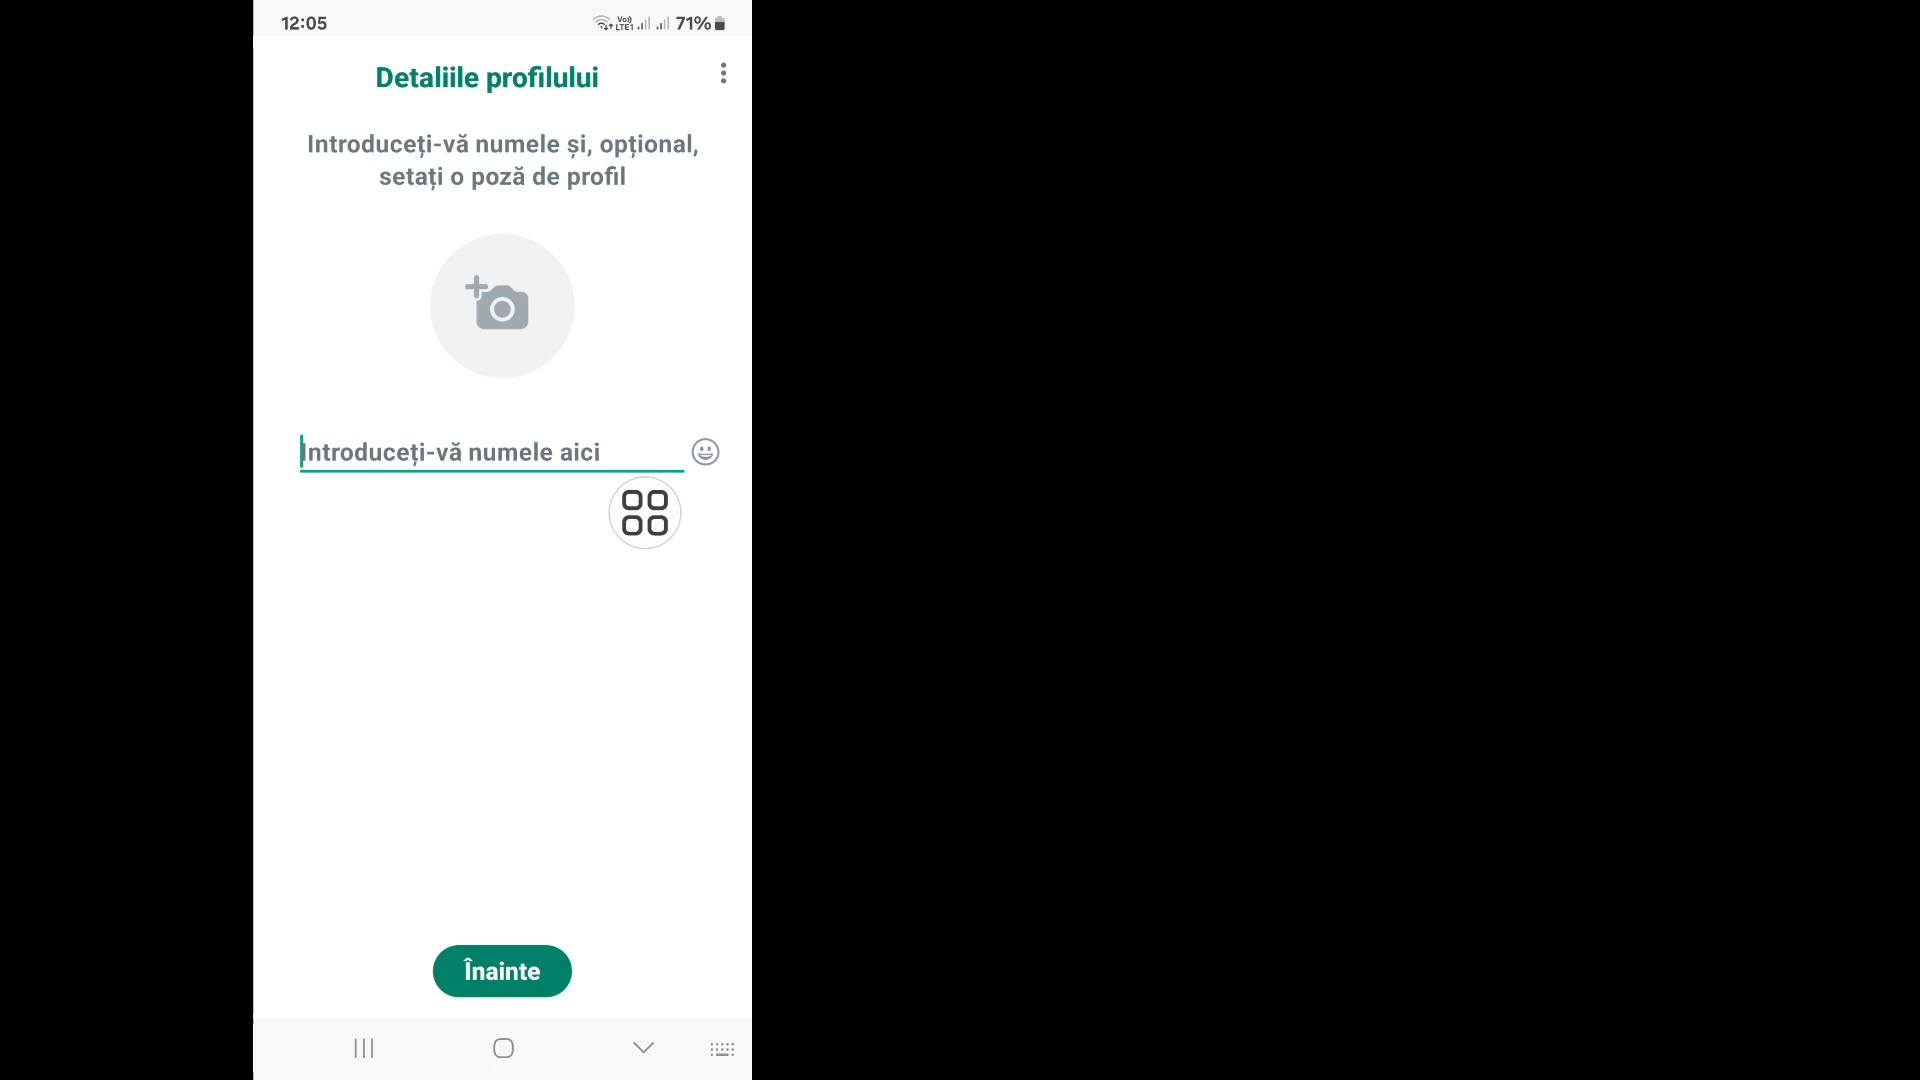 12:05
Vo))
LTE1
71%
Detaliile profilului
Introduceți-vă numele și, opțional,
setați o poză de profil
Introduceți-vă numele aici
Înainte